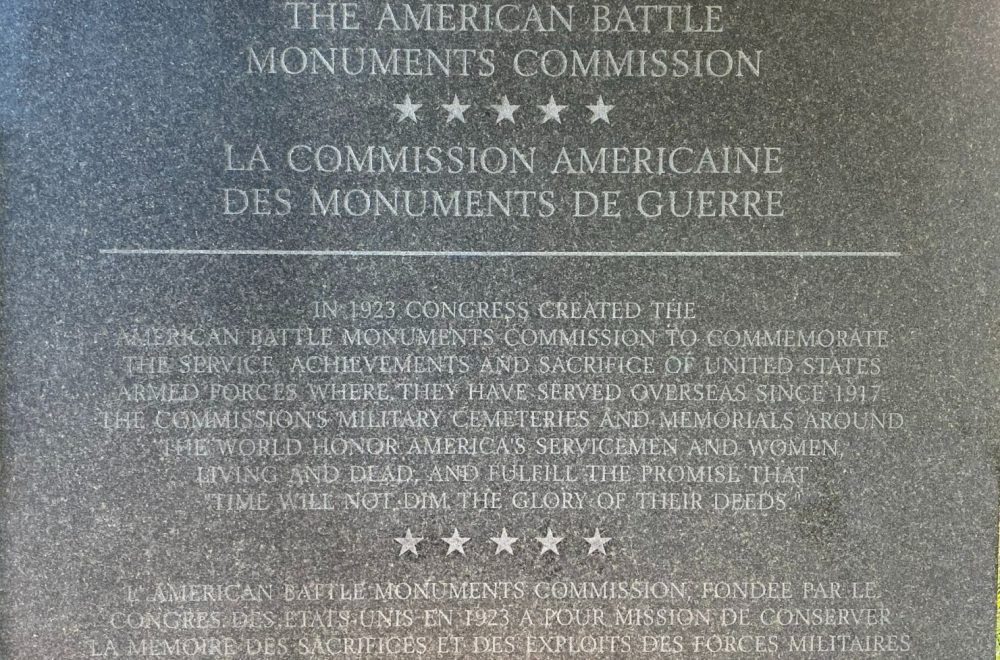 THE AMERICAN BATTLE
MONUMENTS COMMISSION
LA COMMISSION AMERICAINE
DES MONUMENTS DE GUERRE
IN 1923 CONGRESS CREATED THE
AMERICAN BATTLE MONUMENTS COMMISSION TO COMMEMORATE
THE SERVICE, ACHIEVEMENTS AND SACRIFICE OF UNITED STATES
ARMED FORCES WHERE THEY HAVE SERVED OVERSEAS SINCE 1917
THE COMMISSION'S MILITARY CEMETERIES AND MEMORIALS AROUND
THE WORLD HONOR AMERICA'S SERVICEMEN AND WOMEN,
LIVING AND DEAD, AND FULFILL THE PROMISE THAT
"TIME WILL NOT DIM THE GLORY OF THEIR DEEDS."
L' AMERICAN BATTLE MONUMENTS COMMISSION, FONDÉE PAR LE
CONGRES DES ETATS-UNIS EN 1923 A POUR MISSION DE CONSERVER
LA MEMOIRE DES SACRIFICES ET DES EXPLOITS DES FORCES MILITAIRES